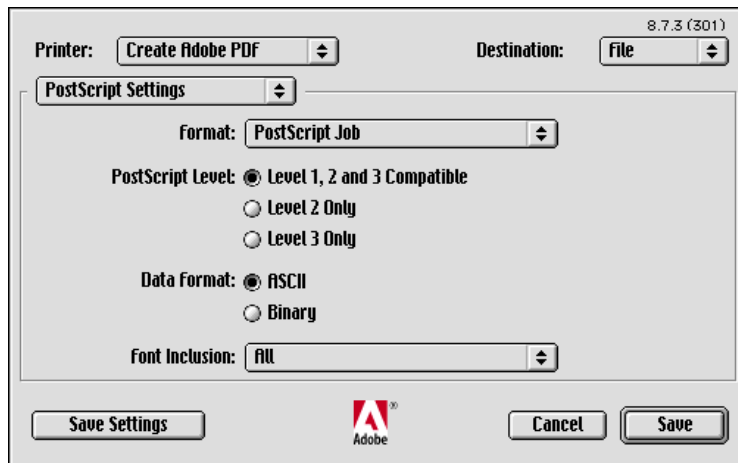 8.7.3 (301)
Printer: Create Adobe PDF Destination: File
PostScript Settings
Format: PostScript Job
PostScript Level: Level 1, 2 and 3 Compatible
Level 2 Only
Level 3 Only
Data Format: ASCII
Binary
Font Inclusion: All
Save Settings Adobe® Cancel Save